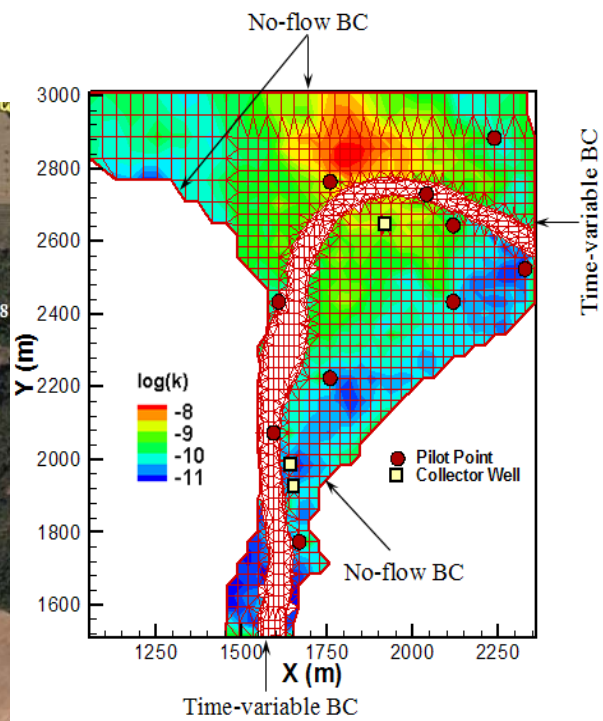 No-flow BC
3000
2800
2600
2400
2200
2000
1800
1600
Y (m)
8
log(k)
-8
-9
-10
-11
Pilot Point
Collector Well
Time-variable BC
No-flow BC
1250
1500
1750
2000
2250
X (m)
Time-variable BC